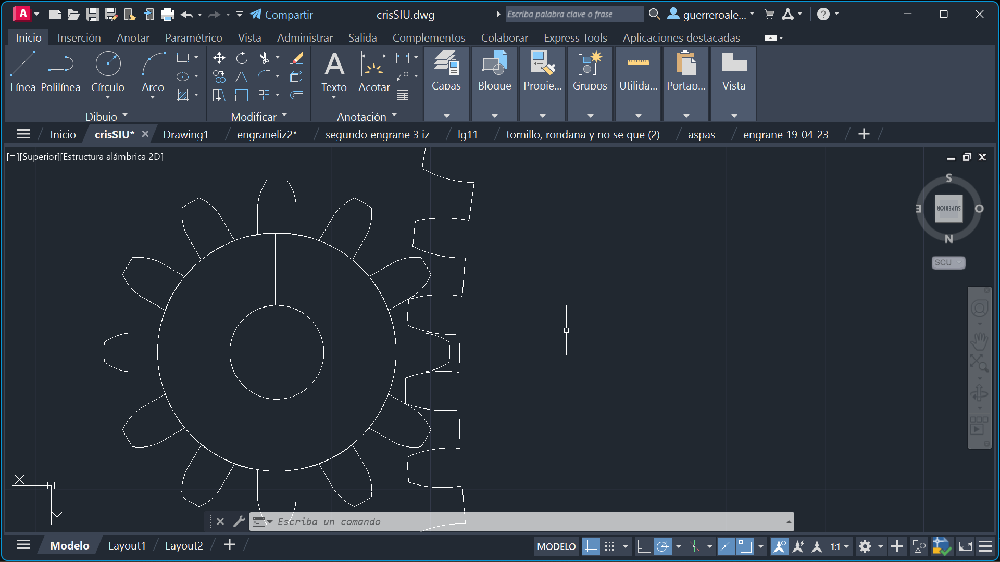 A Compartir crisSIU.dwg Escriba palabra clave o frase guerreroale... ?
Inicio Inserción Anotar Paramétrico Vista Administrar Salida Complementos Colaborar Express Tools Aplicaciones destacadas
Línea Polilínea Círculo Arco A Texto Acotar Capas Bloque Propie... Grupos Utilida... Portap... Vista
Dibujo Modificar Anotación
Inicio crisSIU* Drawing1 engraneliz2* segundo engrane 3 iz lg11 tornillo, rondana y no se que (2) aspas engrane 19-04-23
[−][Superior][Estructura alámbrica 2D]
S
E SUPERIOR O
N
SCU
X
Y
Escriba un comando
Modelo Layout1 Layout2 MODELO 1:1